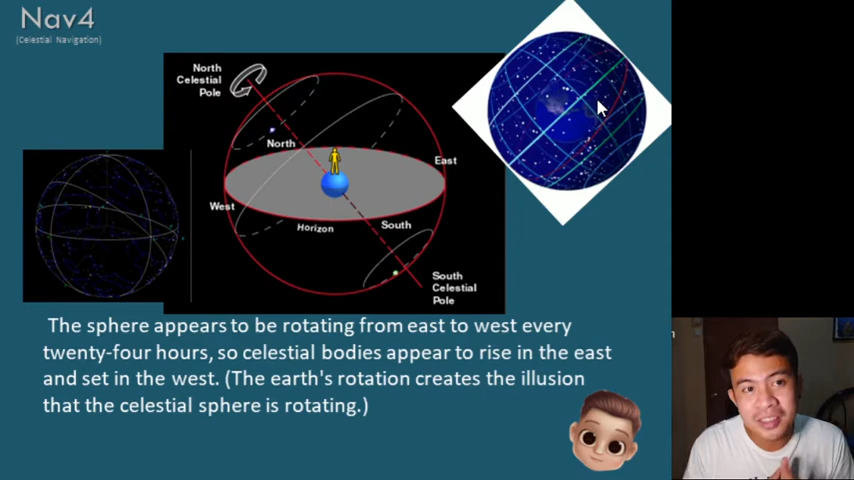 Nav4
(Celestial Navigation)
North
Celestial
Pole
North
East
West
Horizon
South
South
Celestial
Pole
The sphere appears to be rotating from east to west every
twenty-four hours, so celestial bodies appear to rise in the east
and set in the west. (The earth's rotation creates the illusion
that the celestial sphere is rotating.)